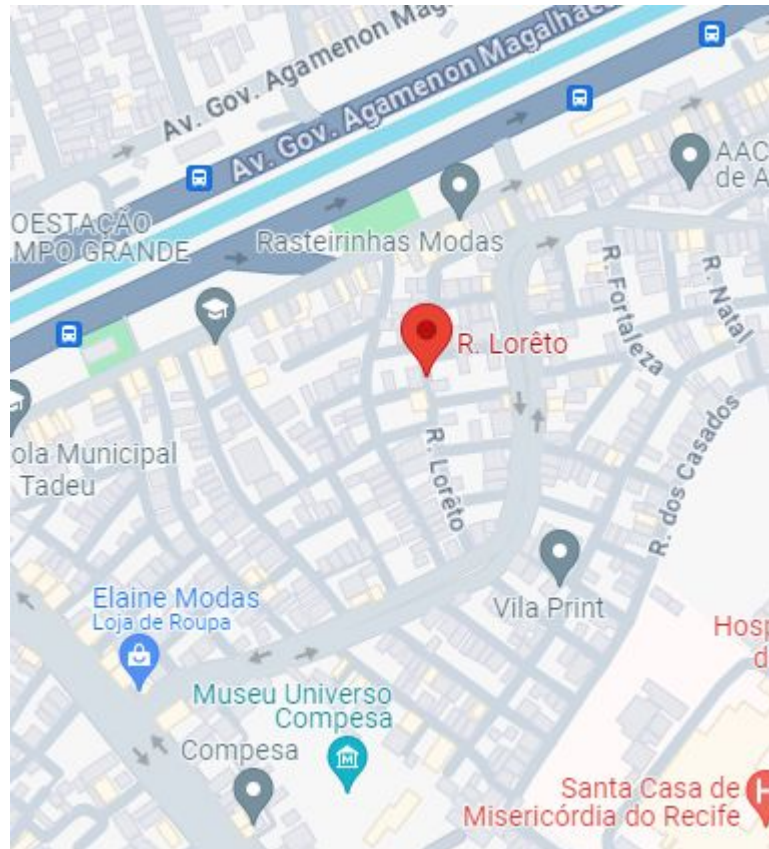 Av. Gov. Agamenon Mag
Av. Gov. Agamenon Magalhães
AAC
de A
OESTAÇÃO
MPO GRANDE
Rasteirinhas Modas
R. Fortaleza
R. Natal
R. Lorêto
R. Lorêto
ola Municipal
Tadeu
R. dos Casados
Elaine Modas
Loja de Roupa
Vila Print
Hosp
d
Museu Universo
Compesa
M
Compesa
Santa Casa de
Misericórdia do Recife
H